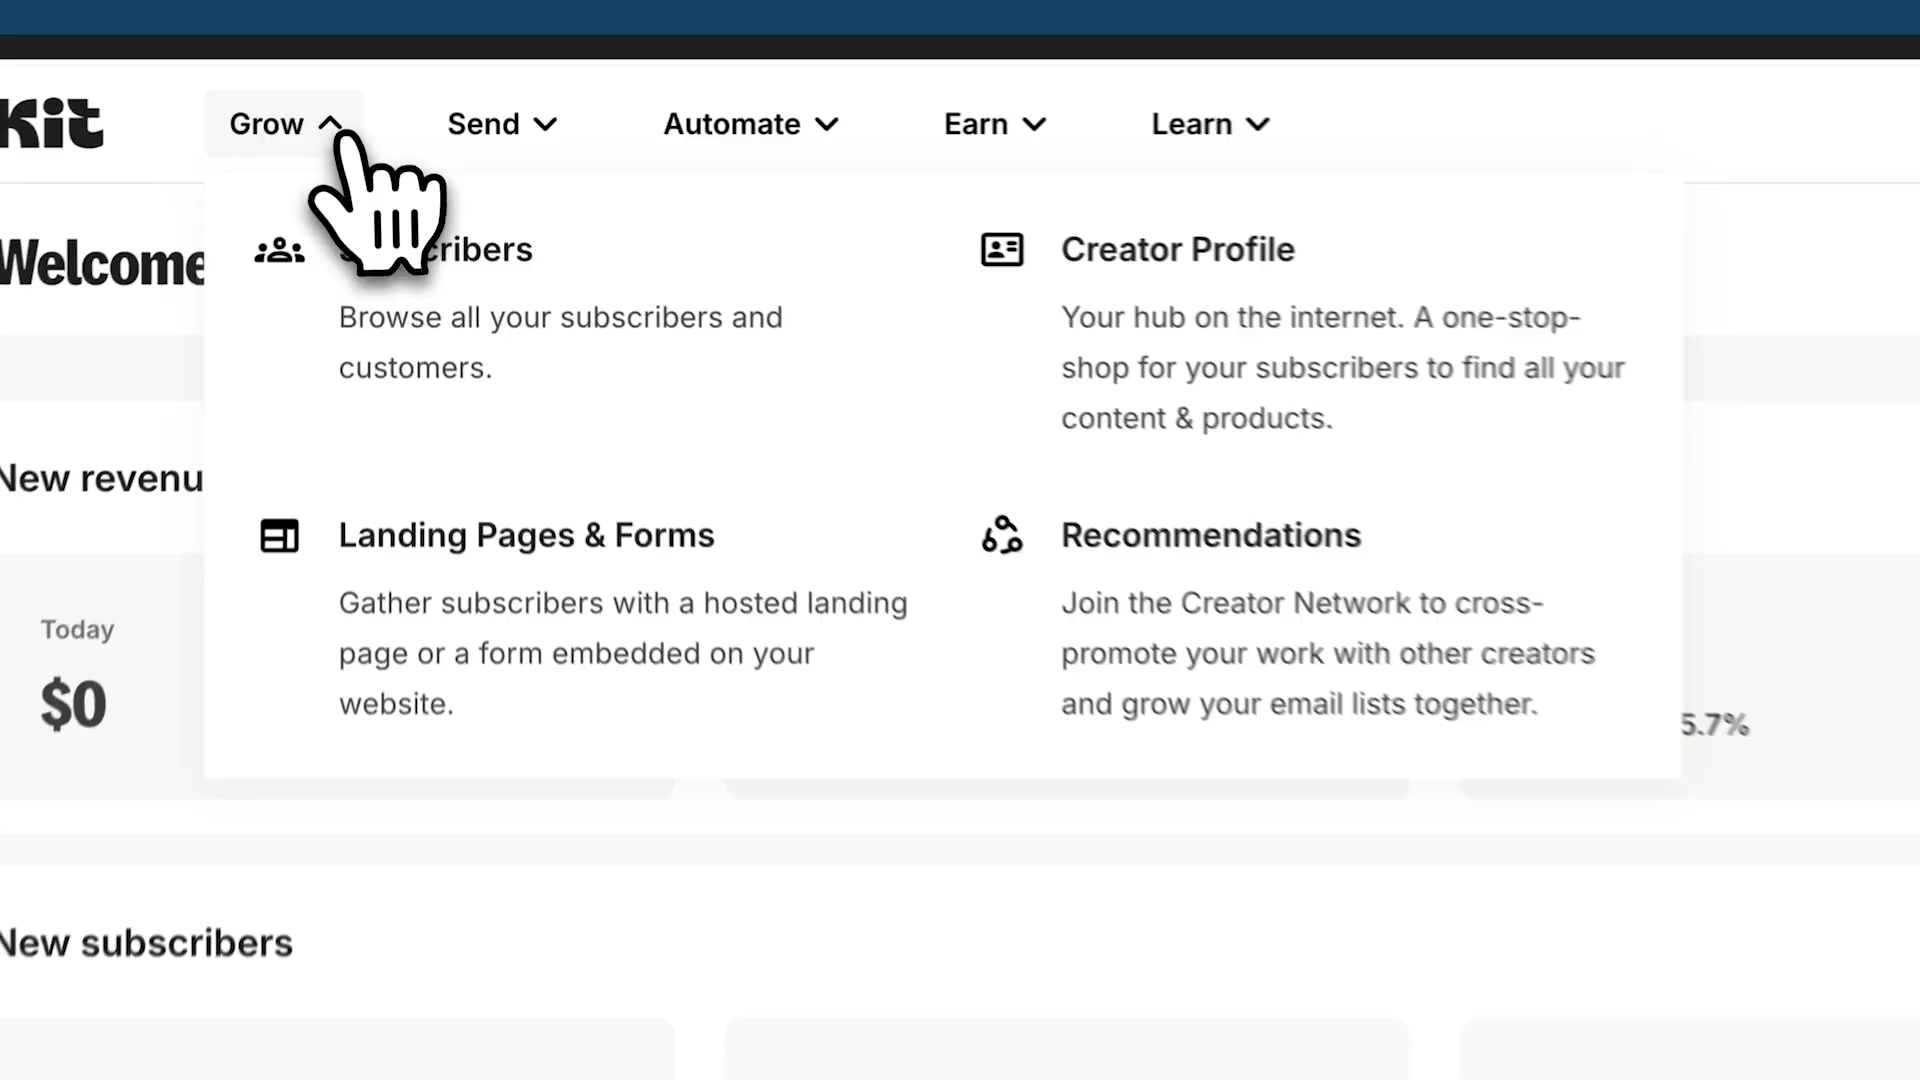 Kit
Grow
Send
Automate
Earn
Learn
Welcome
cribers
Browse all your subscribers and
customers.
Creator Profile
Your hub on the internet. A one-stop-
shop for your subscribers to find all your
content & products.
New revenu
Landing Pages & Forms
Gather subscribers with a hosted landing
page or a form embedded on your
website.
Recommendations
Join the Creator Network to cross-
promote your work with other creators
and grow your email lists together.
Today
$0
5.7%
New subscribers